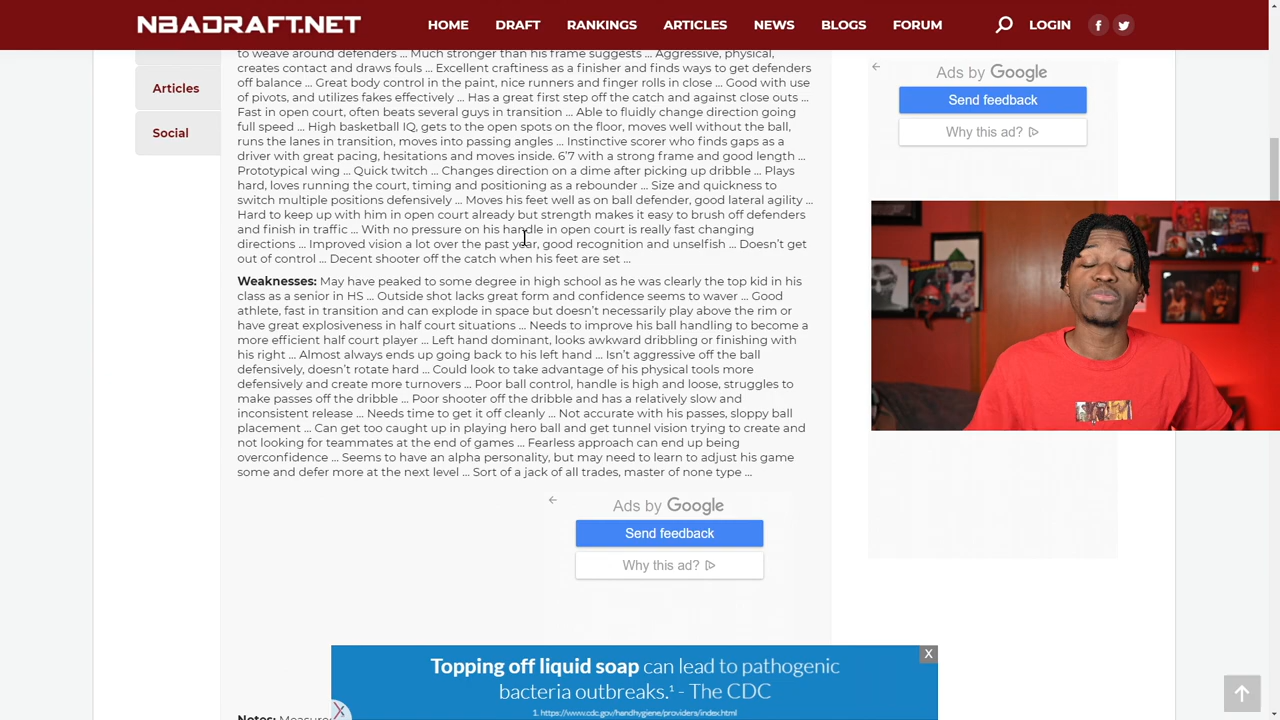 NBADRAFT.NET
HOME DRAFT RANKINGS ARTICLES NEWS BLOGS FORUM LOGIN
Articles
Social
to weave around defenders ... Much stronger than his frame suggests ... Aggressive, physical,
creates contact and draws fouls ... Excellent craftiness as a finisher and finds ways to get defenders
off balance ... Great body control in the paint, nice runners and finger rolls in close ... Good with use
of pivots, and utilizes fakes effectively ... Has a great first step off the catch and against close outs ...
Fast in open court, often beats several guys in transition ... Able to fluidly change direction going
full speed ... High basketball IQ, gets to the open spots on the floor, moves well without the ball,
runs the lanes in transition, moves into passing angles ... Instinctive scorer who finds gaps as a
driver with great pacing, hesitations and moves inside. 6'7 with a strong frame and good length ...
Prototypical wing ... Quick twitch ... Changes direction on a dime after picking up dribble ... Plays
hard, loves running the court, timing and positioning as a rebounder ... Size and quickness to
switch multiple positions defensively ... Moves his feet well as on ball defender, good lateral agility ...
Hard to keep up with him in open court already but strength makes it easy to brush off defenders
and finish in traffic ... With no pressure on his handle in open court is really fast changing
directions ... Improved vision a lot over the past year, good recognition and unselfish ... Doesn't get
out of control ... Decent shooter off the catch when his feet are set ...
Weaknesses: May have peaked to some degree in high school as he was clearly the top kid in his
class as a senior in HS ... Outside shot lacks great form and confidence seems to waver ... Good
athlete, fast in transition and can explode in space but doesn't necessarily play above the rim or
have great explosiveness in half court situations ... Needs to improve his ball handling to become a
more efficient half court player ... Left hand dominant, looks awkward dribbling or finishing with
his right ... Almost always ends up going back to his left hand ... Isn't aggressive off the ball
defensively, doesn't rotate hard ... Could look to take advantage of his physical tools more
defensively and create more turnovers ... Poor ball control, handle is high and loose, struggles to
make passes off the dribble ... Poor shooter off the dribble and has a relatively slow and
inconsistent release ... Needs time to get it off cleanly ... Not accurate with his passes, sloppy ball
placement ... Can get too caught up in playing hero ball and get tunnel vision trying to create and
not looking for teammates at the end of games ... Fearless approach can end up being
overconfidence ... Seems to have an alpha personality, but may need to learn to adjust his game
some and defer more at the next level ... Sort of a jack of all trades, master of none type ...
Ads by Google
Send feedback
Why this ad?
Ads by Google
Send feedback
Why this ad?
Topping off liquid soap can lead to pathogenic
bacteria outbreaks.¹ - The CDC
1. https://www.cdc.gov/handhygiene/providers/index.html
X
Notes: Measure